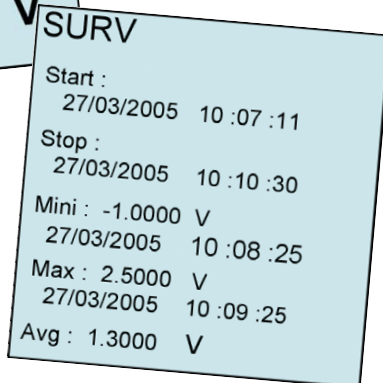 V
SURV
Start :
27/03/2005 10 :07 :11
Stop :
27/03/2005 10 :10 :30
Mini : -1.0000 V
27/03/2005 10 :08 :25
Max : 2.5000 V
27/03/2005 10 :09 :25
Avg : 1.3000 V